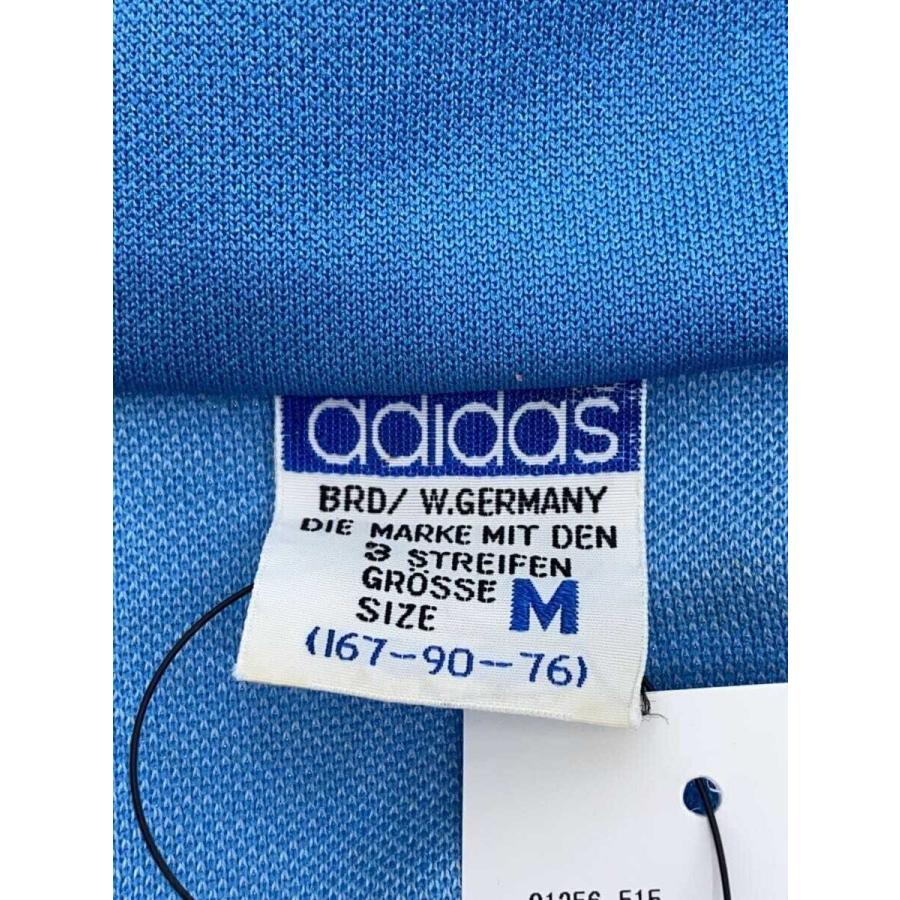 adidas
BRD/ W.GERMANY
DIE MARKE MIT DEN
3 STREIFEN
GRÖSSE M
SIZE
(167--90--76)